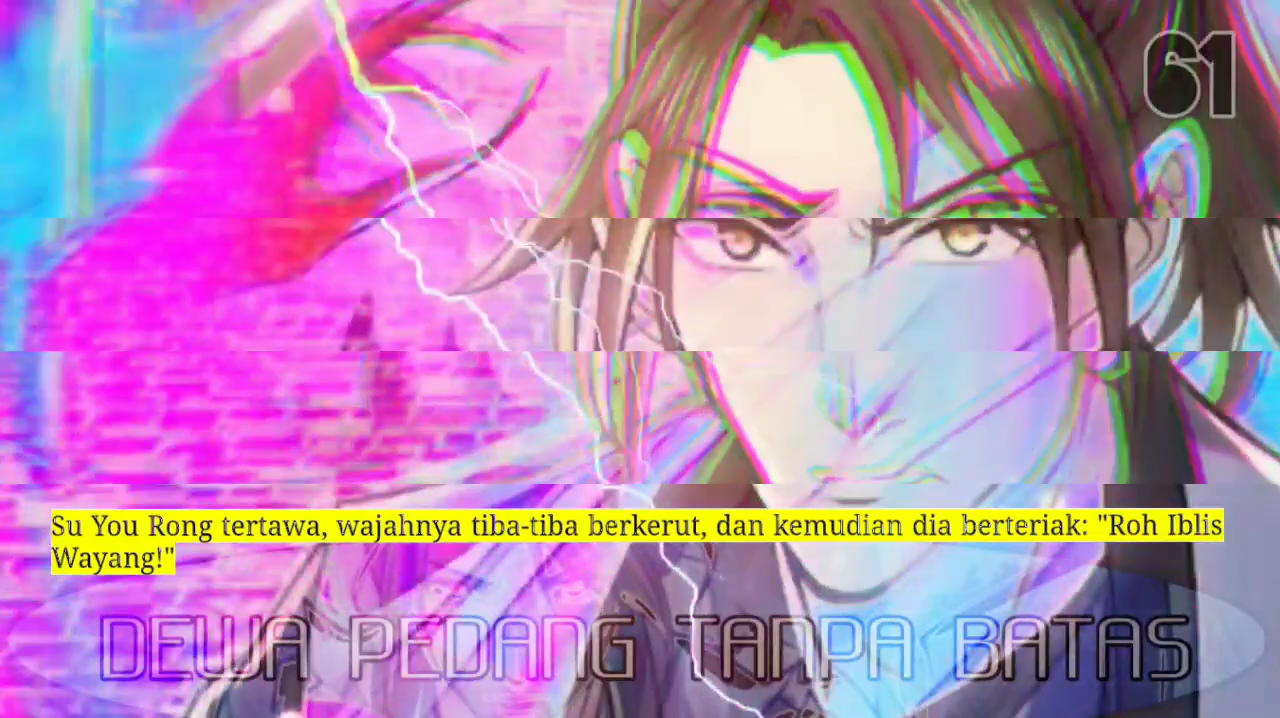 61
Su You Rong tertawa, wajahnya tiba-tiba berkerut, dan kemudian dia berteriak: "Roh Iblis
Wayang!"
DEWA PEDANG TANPA BATAS